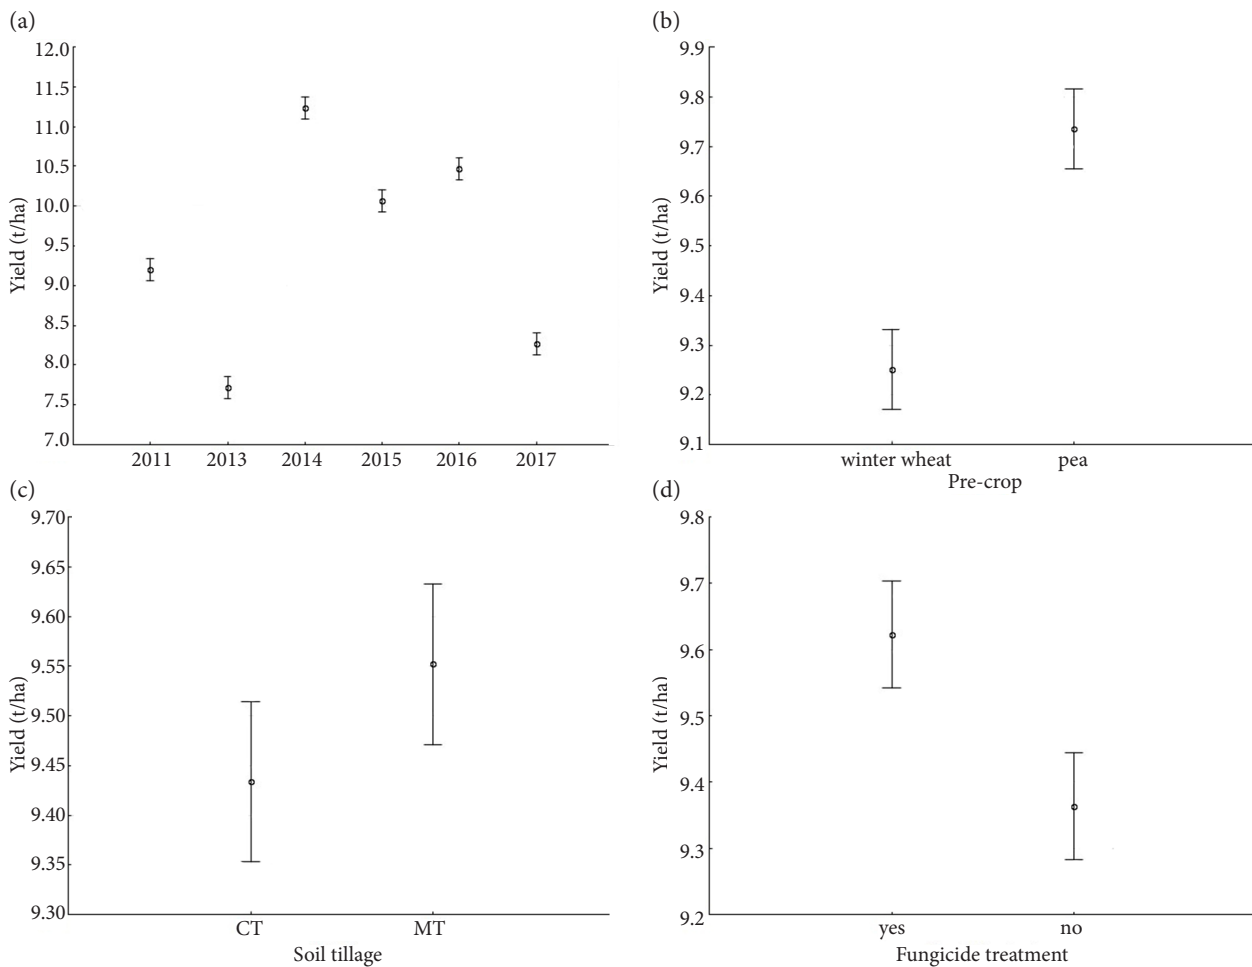 (a)
Yield (t/ha)
12.0
11.5
11.0
10.5
10.0
9.5
9.0
8.5
8.0
7.5
7.0
2011 2013 2014 2015 2016 2017
(b)
Yield (t/ha)
9.9
9.8
9.7
9.6
9.5
9.4
9.3
9.2
9.1
winter wheat pea
Pre-crop
(c)
Yield (t/ha)
9.70
9.65
9.60
9.55
9.50
9.45
9.40
9.35
9.30
CT MT
Soil tillage
(d)
Yield (t/ha)
9.8
9.7
9.6
9.5
9.4
9.3
9.2
yes no
Fungicide treatment